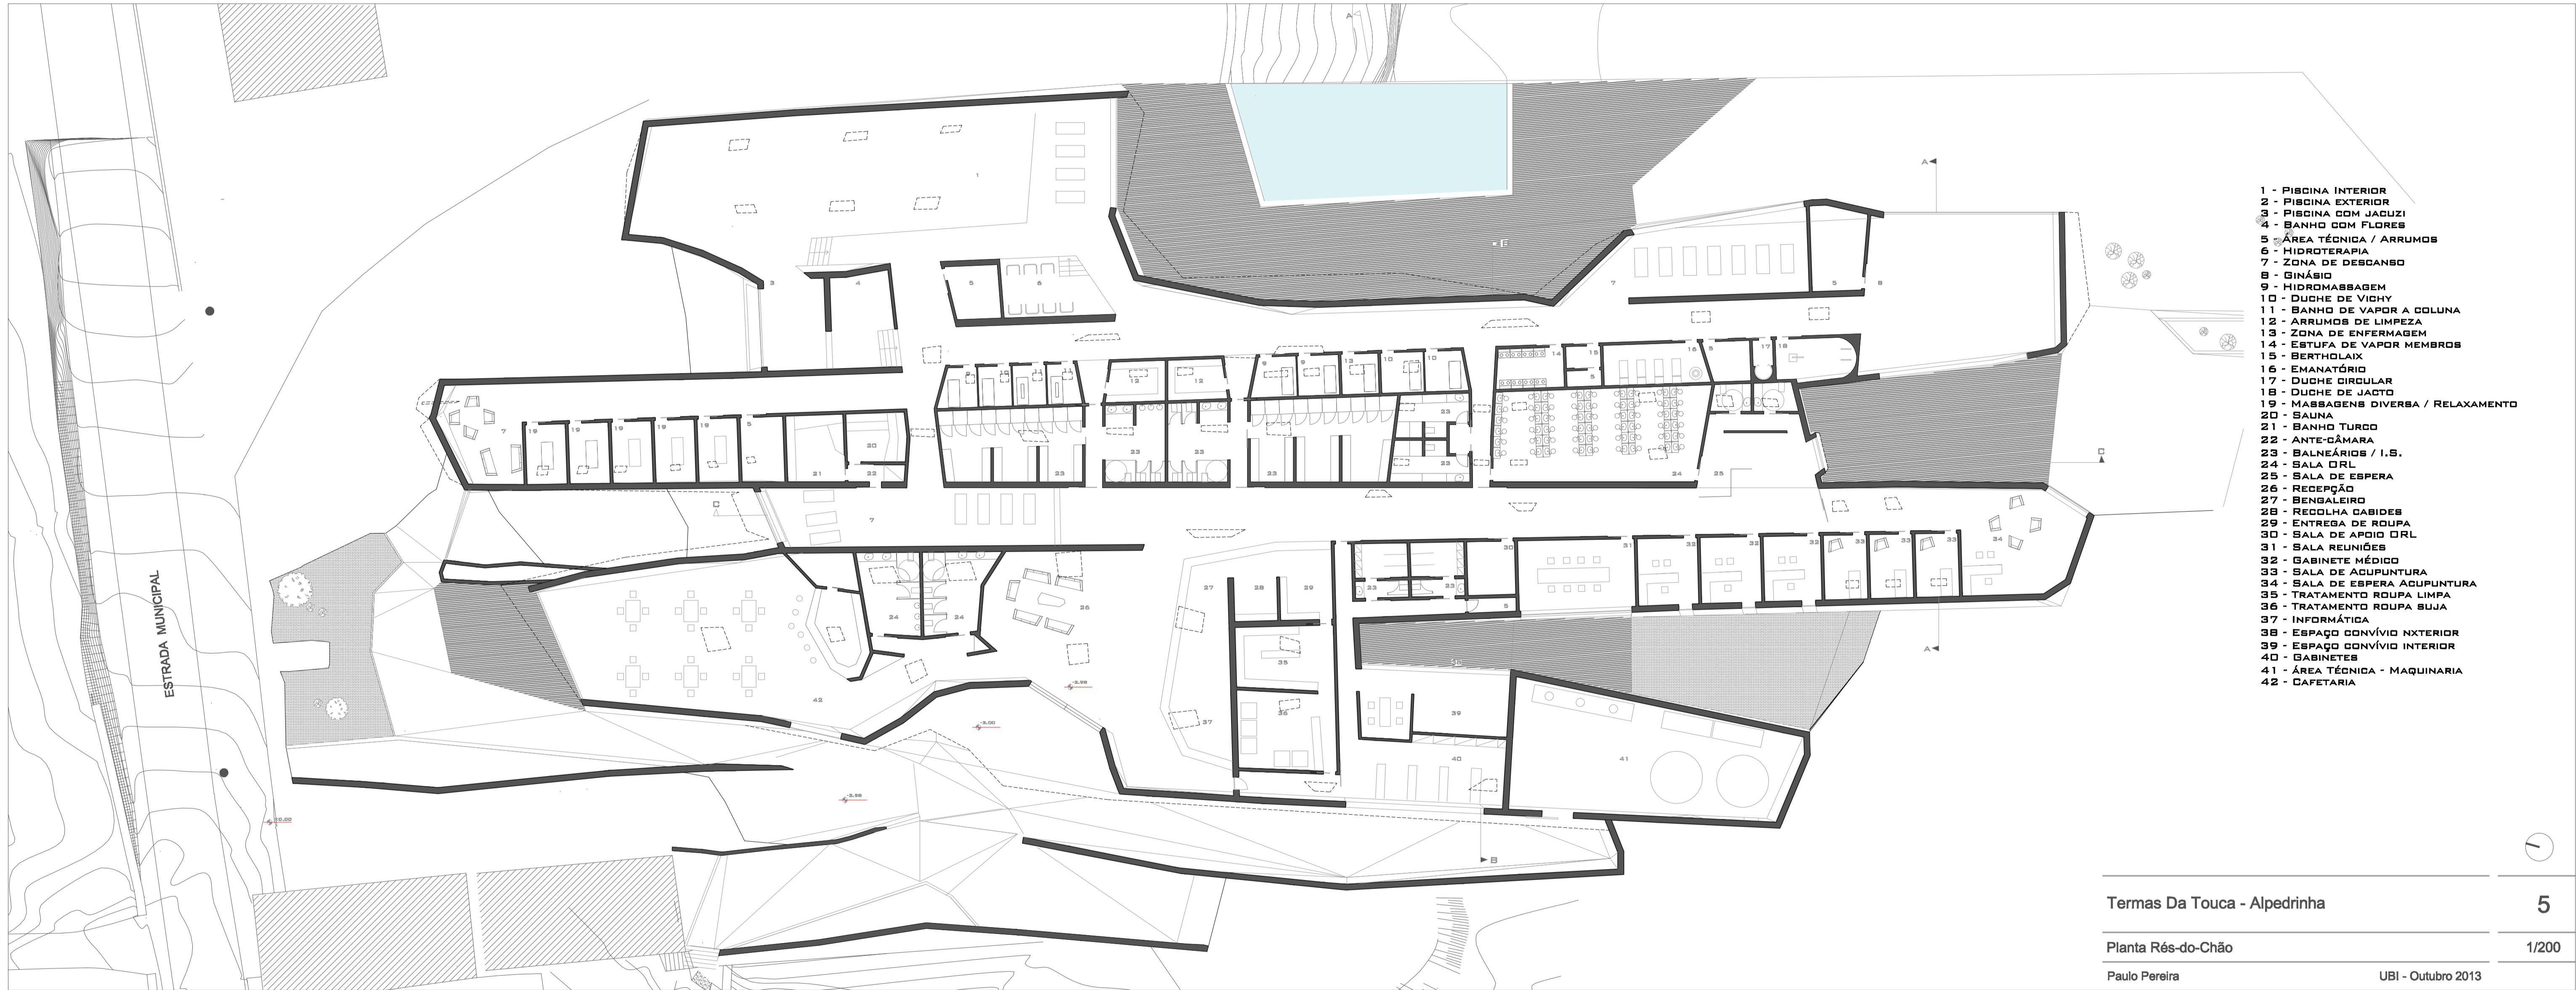 1 - Piscina Interior
2 - Piscina exterior
3 - Piscina com jacuzi
4 - Banho com Flores
5 - Área técnica / Arrumos
6 - Hidroterapia
7 - Zona de descanso
8 - Ginásio
9 - Hidromassagem
10 - Duche de Vichy
11 - Banho de vapor a coluna
12 - Arrumos de limpeza
13 - Zona de enfermagem
14 - Estufa de vapor membros
15 - Bertholaix
16 - Emanatório
17 - Duche circular
18 - Duche de jacto
19 - Massagens diversa / Relaxamento
20 - Sauna
21 - Banho Turco
22 - Ante-câmara
23 - Balneários / I.S.
24 - Sala ORL
25 - Sala de espera
26 - Recepção
27 - Bengaleiro
28 - Recolha cabides
29 - Entrega de roupa
30 - Sala de apoio ORL
31 - Sala reuniões
32 - Gabinete médico
33 - Sala de Acupuntura
34 - Sala de espera Acupuntura
35 - Tratamento roupa limpa
36 - Tratamento roupa suja
37 - Informática
38 - Espaço convívio nxterior
39 - Espaço convívio interior
40 - Gabinetes
41 - Área Técnica - Maquinaria
42 - Cafetaria
ESTRADA MUNICIPAL
Termas Da Touca - Alpedrinha
5
Planta Rés-do-Chão
1/200
Paulo Pereira
UBI - Outubro 2013